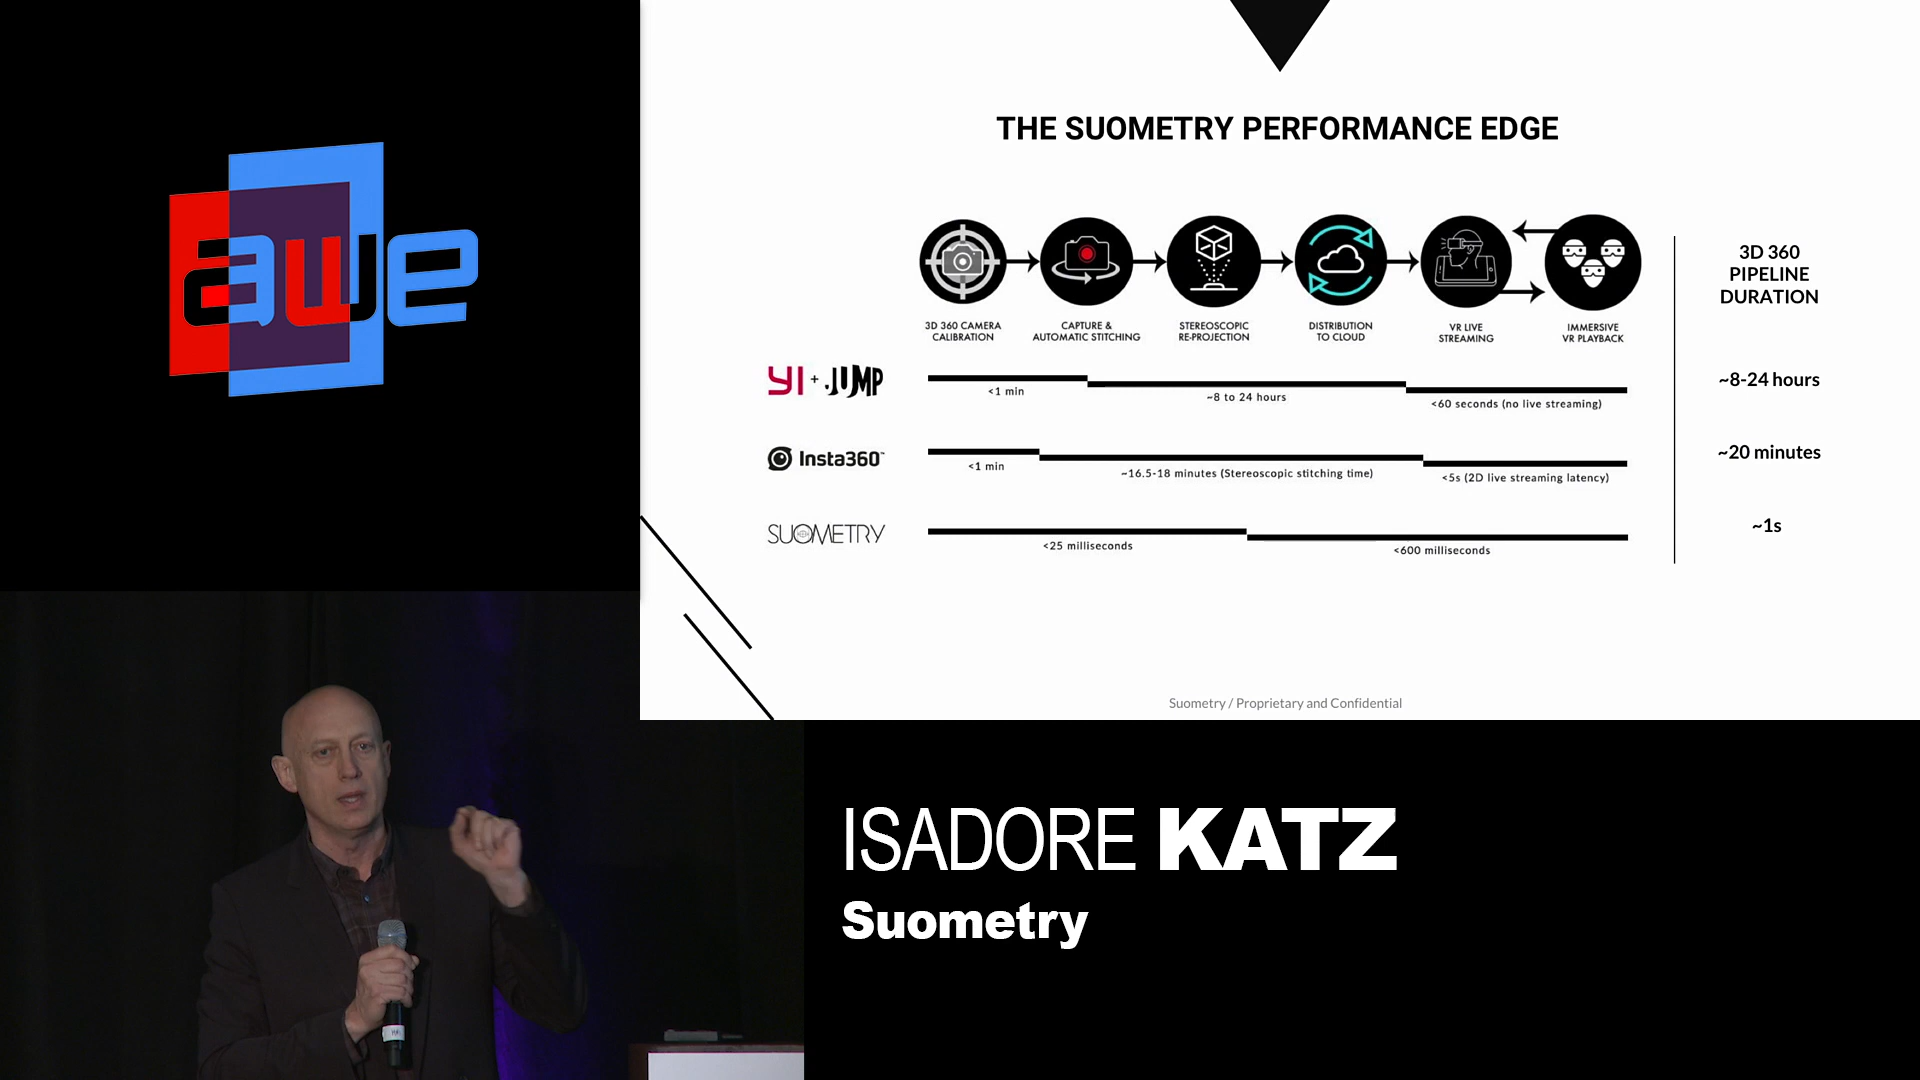 awe
THE SUOMETRY PERFORMANCE EDGE
3D 360 CAMERA
CALIBRATION
CAPTURE &
AUTOMATIC STITCHING
STEREOSCOPIC
RE-PROJECTION
DISTRIBUTION
TO CLOUD
VR LIVE
STREAMING
IMMERSIVE
VR PLAYBACK
3D 360
PIPELINE
DURATION
YI + JUMP
<1 min
~8 to 24 hours
<60 seconds (no live streaming)
~8-24 hours
Insta360™
<1 min
~16.5-18 minutes (Stereoscopic stitching time)
<5s (2D live streaming latency)
~20 minutes
SUOMETRY
<25 milliseconds
<600 milliseconds
~1s
Suometry / Proprietary and Confidential
ISADORE KATZ
Suometry